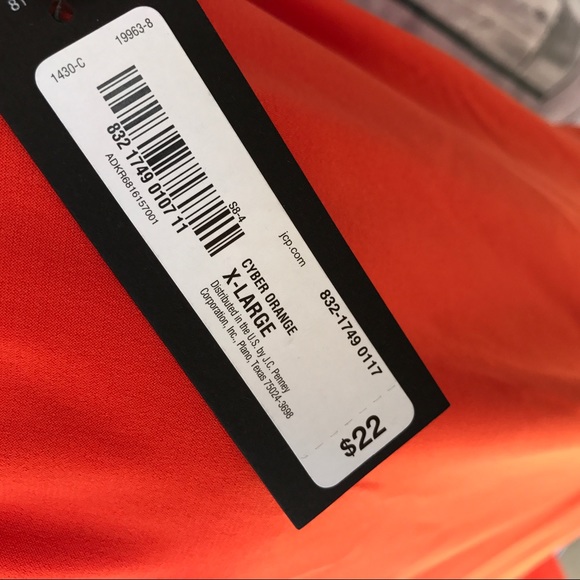 19963-8
1430-C
832 1749 0107 11
ADKR6816157001
S8-4
jcp.com
CYBER ORANGE
X-LARGE
Distributed in the U.S. by J.C. Penney
Corporation, Inc., Plano, Texas 75024-3698
832-1749 0117
$22